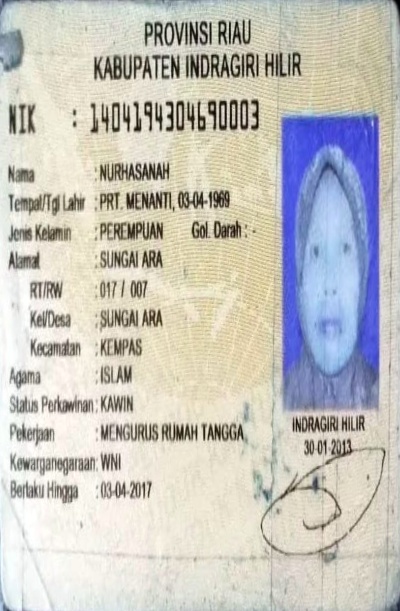 PROVINSI RIAU
KABUPATEN INDRAGIRI HILIR
NIK : 1404194304690003
Nama : NURHASANAH
Tempat/Tgl Lahir : PRT. MENANTI, 03-04-1969
Jenis Kelamin : PEREMPUAN Gol. Darah : -
Alamat : SUNGAI ARA
RT/RW : 017 / 007
Kel/Desa : SUNGAI ARA
Kecamatan : KEMPAS
Agama : ISLAM
Status Perkawinan : KAWIN
Pekerjaan : MENGURUS RUMAH TANGGA
Kewarganegaraan: WNI
Berlaku Hingga : 03-04-2017
INDRAGIRI HILIR
30-01-2013